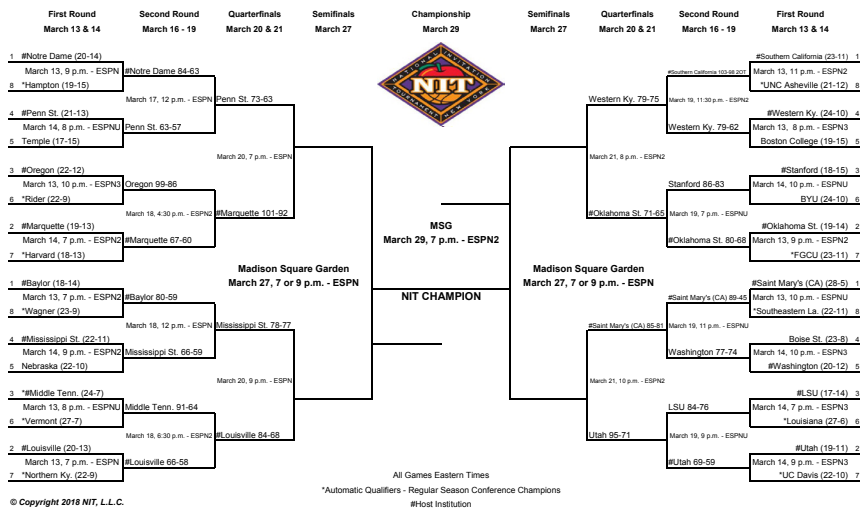 First Round Second Round Quarterfinals Semifinals Championship Semifinals Quarterfinals Second Round First Round
March 13 & 14 March 16 - 19 March 20 & 21 March 27 March 29 March 27 March 20 & 21 March 16 - 19 March 13 & 14
NATIONAL INVITATION
NIT
TOURNAMENT NEW YORK
1 #Notre Dame (20-14)
March 13, 9 p.m. - ESPN
8 *Hampton (19-15)
4 #Penn St. (21-13)
March 14, 8 p.m. - ESPNU
5 Temple (17-15)
3 #Oregon (22-12)
March 13, 10 p.m. - ESPN3
6 *Rider (22-9)
2 #Marquette (19-13)
March 14, 7 p.m. - ESPN2
7 *Harvard (18-13)
1 #Baylor (18-14)
March 13, 7 p.m. - ESPN2
8 *Wagner (23-9)
4 #Mississippi St. (22-11)
March 14, 9 p.m. - ESPN2
5 Nebraska (22-10)
3 *#Middle Tenn. (24-7)
March 13, 8 p.m. - ESPNU
6 *Vermont (27-7)
2 #Louisville (20-13)
March 13, 7 p.m. - ESPN
7 *Northern Ky. (22-9)
#Notre Dame 84-63
March 17, 12 p.m. - ESPN
Penn St. 63-57
Oregon 99-86
March 18, 4:30 p.m. - ESPN2
#Marquette 67-60
#Baylor 80-59
March 18, 12 p.m. - ESPN
Mississippi St. 66-59
Middle Tenn. 91-64
March 18, 6:30 p.m. - ESPN2
#Louisville 66-58
Penn St. 73-63
March 20, 7 p.m. - ESPN
#Marquette 101-92
Mississippi St. 78-77
March 20, 9 p.m. - ESPN
#Louisville 84-68
Madison Square Garden
March 27, 7 or 9 p.m. - ESPN
MSG
March 29, 7 p.m. - ESPN2
NIT CHAMPION
Madison Square Garden
March 27, 7 or 9 p.m. - ESPN
Western Ky. 79-75
March 21, 8 p.m. - ESPN2
#Oklahoma St. 71-65
#Saint Mary's (CA) 85-81
March 21, 10 p.m. - ESPN2
Utah 95-71
#Southern California 103-98 2OT
March 19, 11:30 p.m. - ESPN2
Western Ky. 79-62
Stanford 86-83
March 19, 7 p.m. - ESPNU
#Oklahoma St. 80-68
#Saint Mary's (CA) 89-45
March 19, 11 p.m. - ESPNU
Washington 77-74
LSU 84-76
March 19, 9 p.m. - ESPNU
#Utah 69-59
#Southern California (23-11) 1
March 13, 11 p.m. - ESPN2
*UNC Asheville (21-12) 8
#Western Ky. (24-10) 4
March 13, 8 p.m. - ESPN3
Boston College (19-15) 5
#Stanford (18-15) 3
March 14, 10 p.m. - ESPNU
BYU (24-10) 6
#Oklahoma St. (19-14) 2
March 13, 9 p.m. - ESPN2
*FGCU (23-11) 7
#Saint Mary's (CA) (28-5) 1
March 13, 10 p.m. - ESPNU
*Southeastern La. (22-11) 8
Boise St. (23-8) 4
March 14, 10 p.m. - ESPN3
#Washington (20-12) 5
#LSU (17-14) 3
March 14, 7 p.m. - ESPN3
*Louisiana (27-6) 6
#Utah (19-11) 2
March 14, 9 p.m. - ESPN3
*UC Davis (22-10) 7
All Games Eastern Times
*Automatic Qualifiers - Regular Season Conference Champions
#Host Institution
© Copyright 2018 NIT, L.L.C.